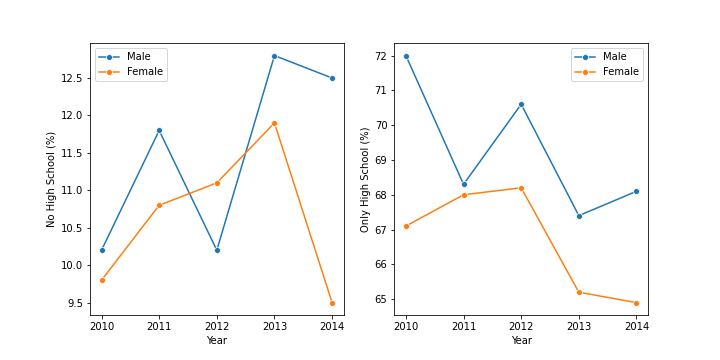 Male
Female
No High School (%)
12.5
12.0
11.5
11.0
10.5
10.0
9.5
2010 2011 2012 2013 2014
Year
Male
Female
Only High School (%)
72
71
70
69
68
67
66
65
2010 2011 2012 2013 2014
Year